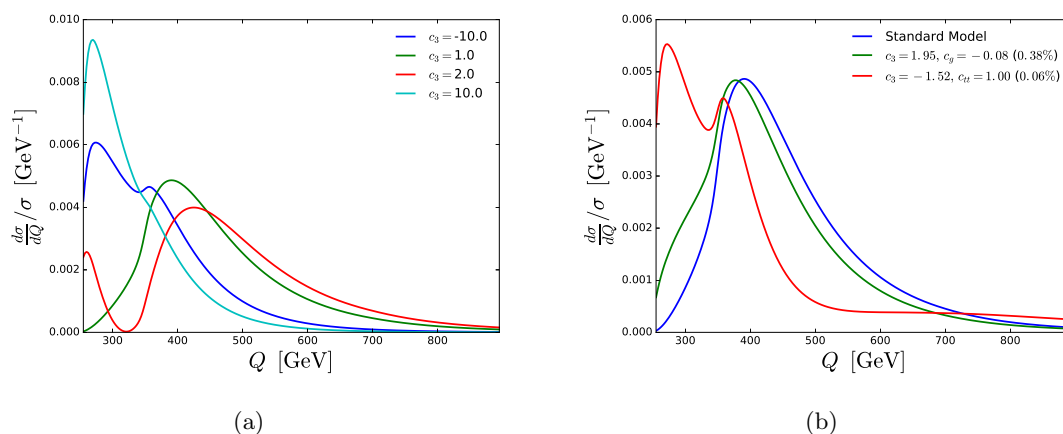 0.010
0.008
0.006
0.004
0.002
0.000
dσ/dQ/σ [GeV⁻¹]
300 400 500 600 700 800
Q [GeV]
c₃ = -10.0
c₃ = 1.0
c₃ = 2.0
c₃ = 10.0
(a)
0.006
0.005
0.004
0.003
0.002
0.001
0.000
dσ/dQ/σ [GeV⁻¹]
300 400 500 600 700 800
Q [GeV]
Standard Model
c₃ = 1.95, c_g = −0.08 (0.38%)
c₃ = −1.52, c_tt = 1.00 (0.06%)
(b)